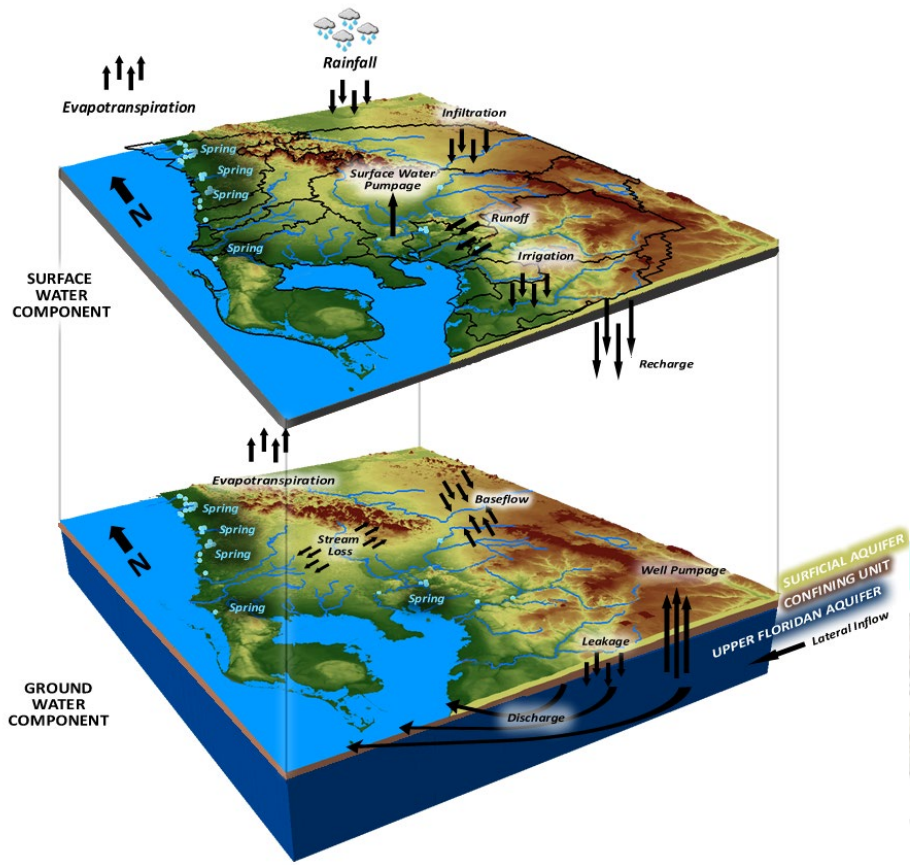 Rainfall
Evapotranspiration
Infiltration
Spring
Spring
Surface Water
Pumpage
Spring
Runoff
Spring
Irrigation
N
SURFACE
WATER
COMPONENT
Recharge
Evapotranspiration
Baseflow
Spring
Stream
Loss
Spring
Well Pumpage
Spring
Spring
N
SURFICIAL AQUIFER
CONFINING UNIT
UPPER FLORIDAN AQUIFER
Lateral Inflow
Leakage
GROUND
WATER
COMPONENT
Discharge